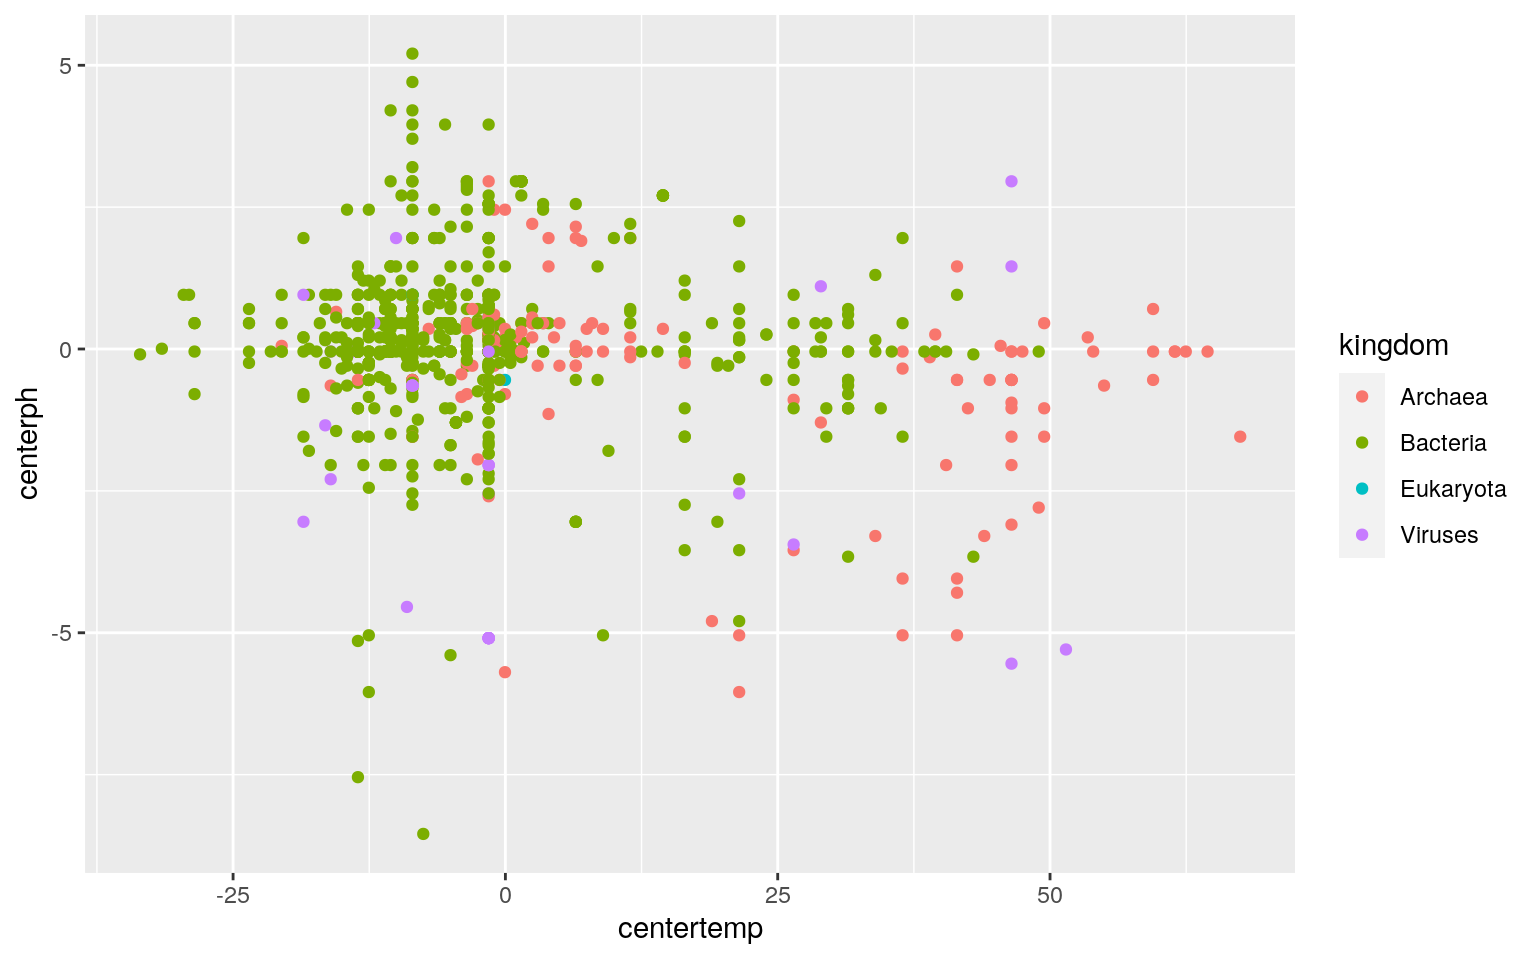 5
0
-5
centerph
-25
0
25
50
centertemp
kingdom
Archaea
Bacteria
Eukaryota
Viruses